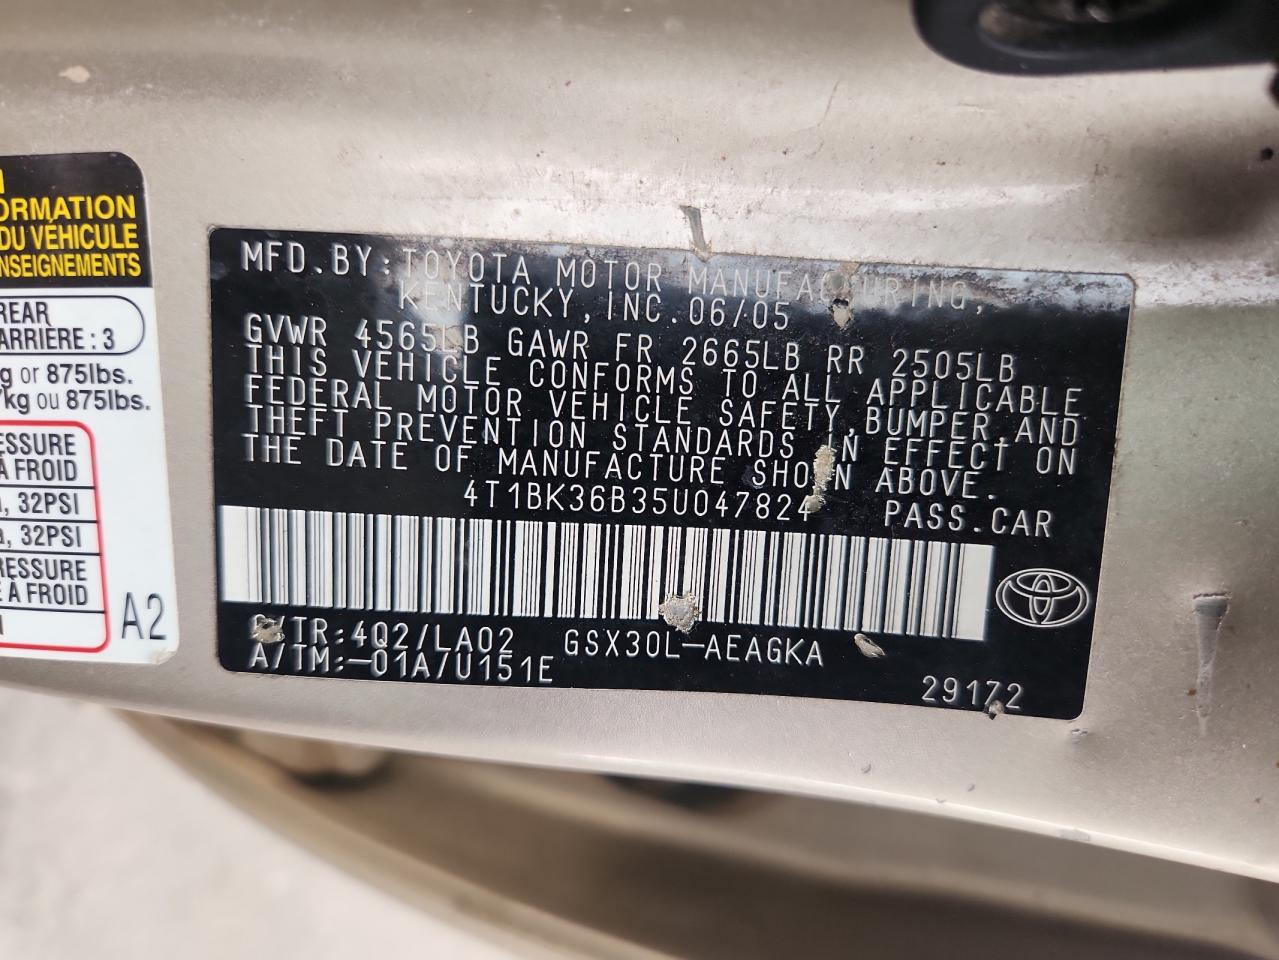 ORMATION
DU VÉHICULE
NSEIGNEMENTS
REAR
ARRIÈRE : 3
g or 875lbs.
kg ou 875lbs.
ESSURE
À FROID
, 32PSI
, 32PSI
RESSURE
À FROID
A2
MFD.BY:TOYOTA MOTOR MANUFACTURING,
KENTUCKY,INC.06/05
GVWR 4565LB GAWR FR 2665LB RR 2505LB
THIS VEHICLE CONFORMS TO ALL APPLICABLE
FEDERAL MOTOR VEHICLE SAFETY,BUMPER,AND
THEFT PREVENTION STANDARDS IN EFFECT ON
THE DATE OF MANUFACTURE SHOWN ABOVE.
4T1BK36B35U047824 PASS.CAR
C/TR:4Q2/LA02 GSX30L-AEAGKA
A/TM:-01A/U151E
29172